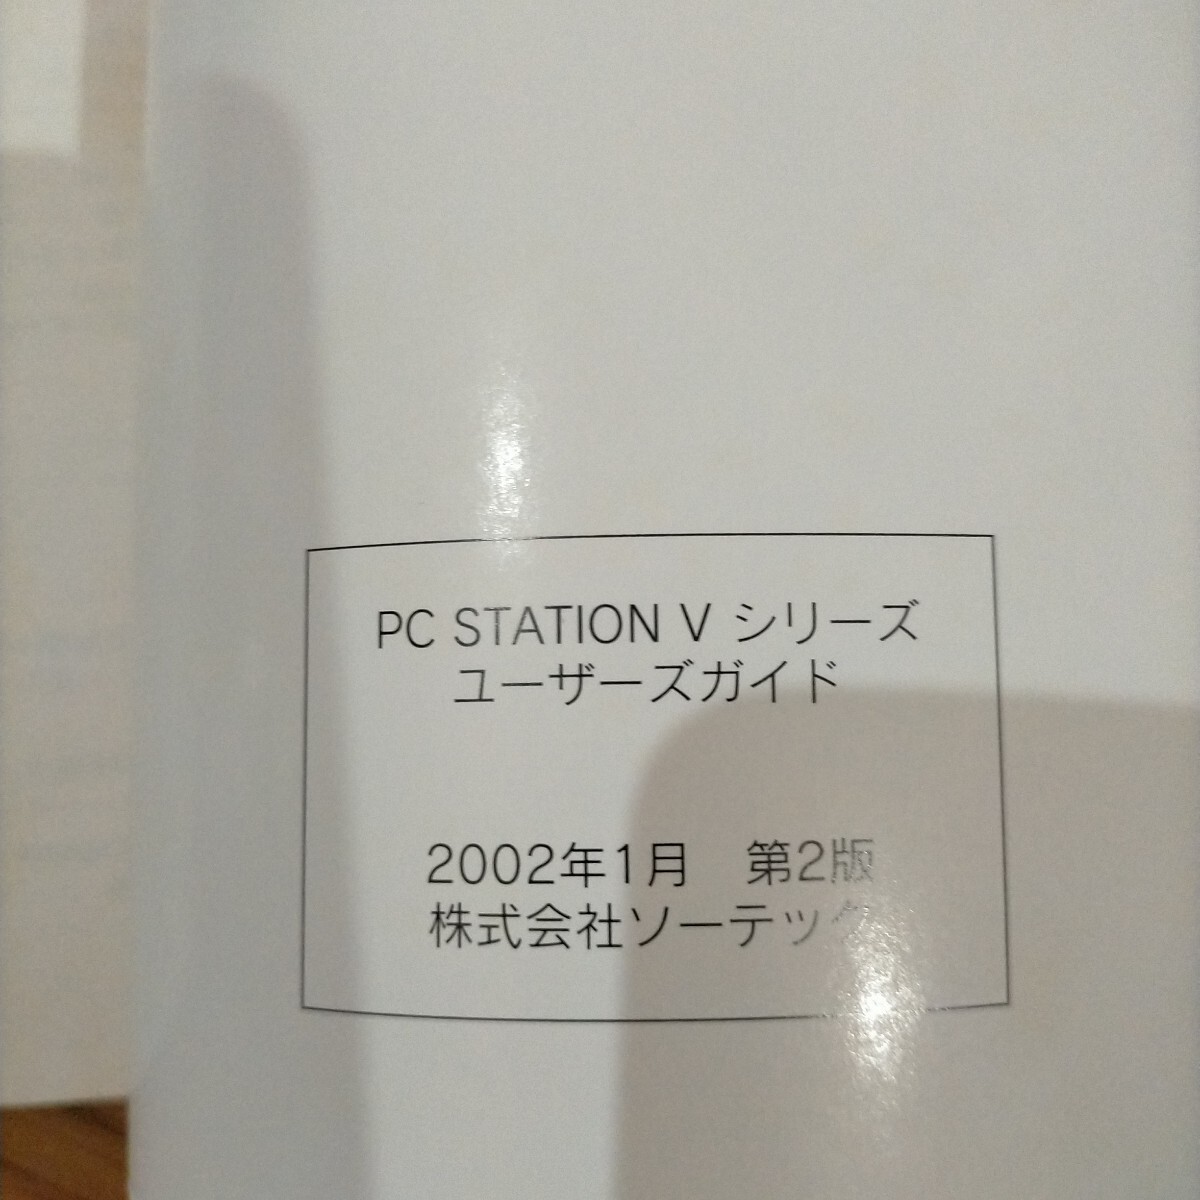 PC STATION V シリーズ
ユーザーズガイド
2002年1月　第2版
株式会社ソーテック